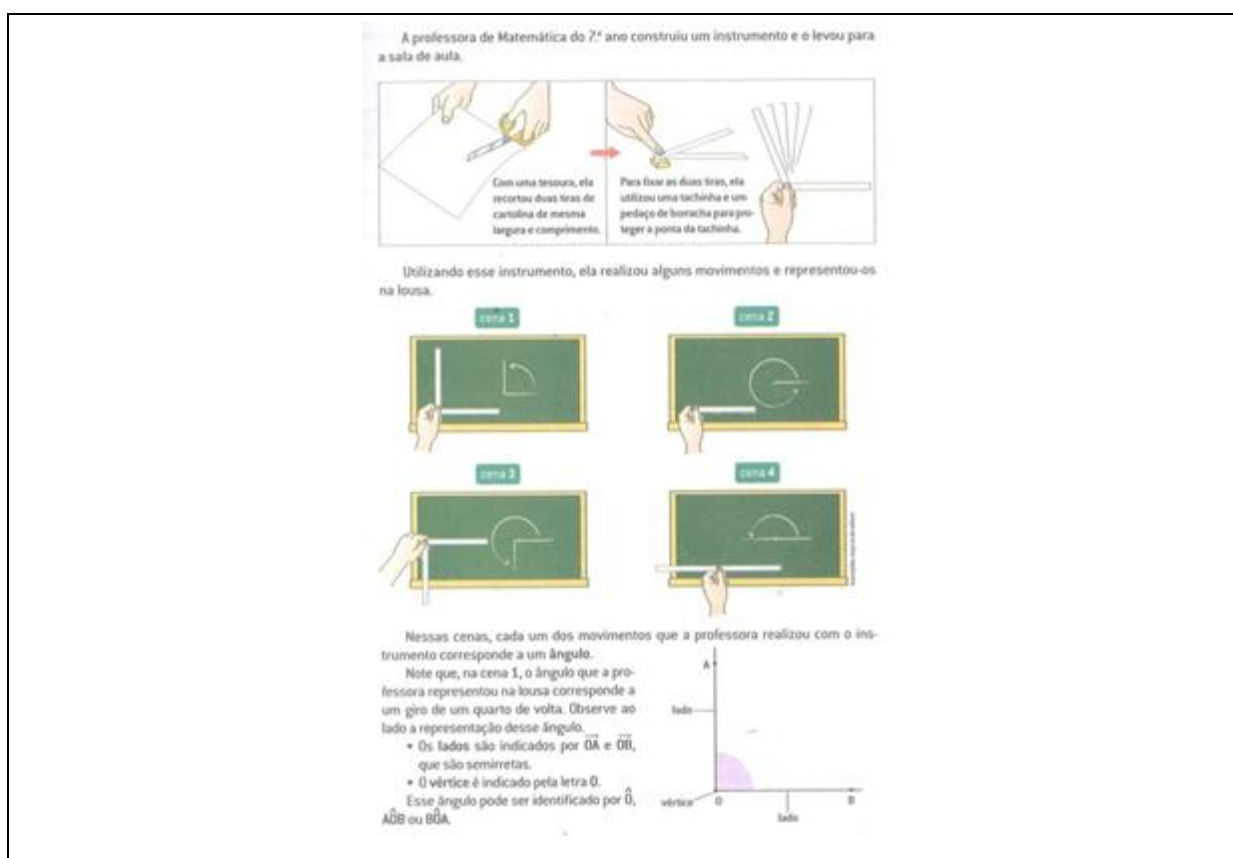 A professora de Matemática do 7.º ano construiu um instrumento e o levou para
a sala de aula.
Com uma tesoura, ela
recortou duas tiras de
cartolina de mesma
largura e comprimento.
Para fixar as duas tiras, ela
utilizou uma tachinha e um
pedaço de borracha para pro-
teger a ponta da tachinha.
Utilizando esse instrumento, ela realizou alguns movimentos e representou-os
na lousa.
cena 1
cena 2
cena 3
cena 4
Nessas cenas, cada um dos movimentos que a professora realizou com o ins-
trumento corresponde a um ângulo.
Note que, na cena 1, o ângulo que a pro-
fessora representou na lousa corresponde a
um giro de um quarto de volta. Observe ao
lado a representação desse ângulo.
• Os lados são indicados por O⃗A⃗ e O⃗B⃗,
que são semirretas.
• O vértice é indicado pela letra O.
Esse ângulo pode ser identificado por Ô,
AÔB ou BÔA.
A
lado
vértice
O
B
lado